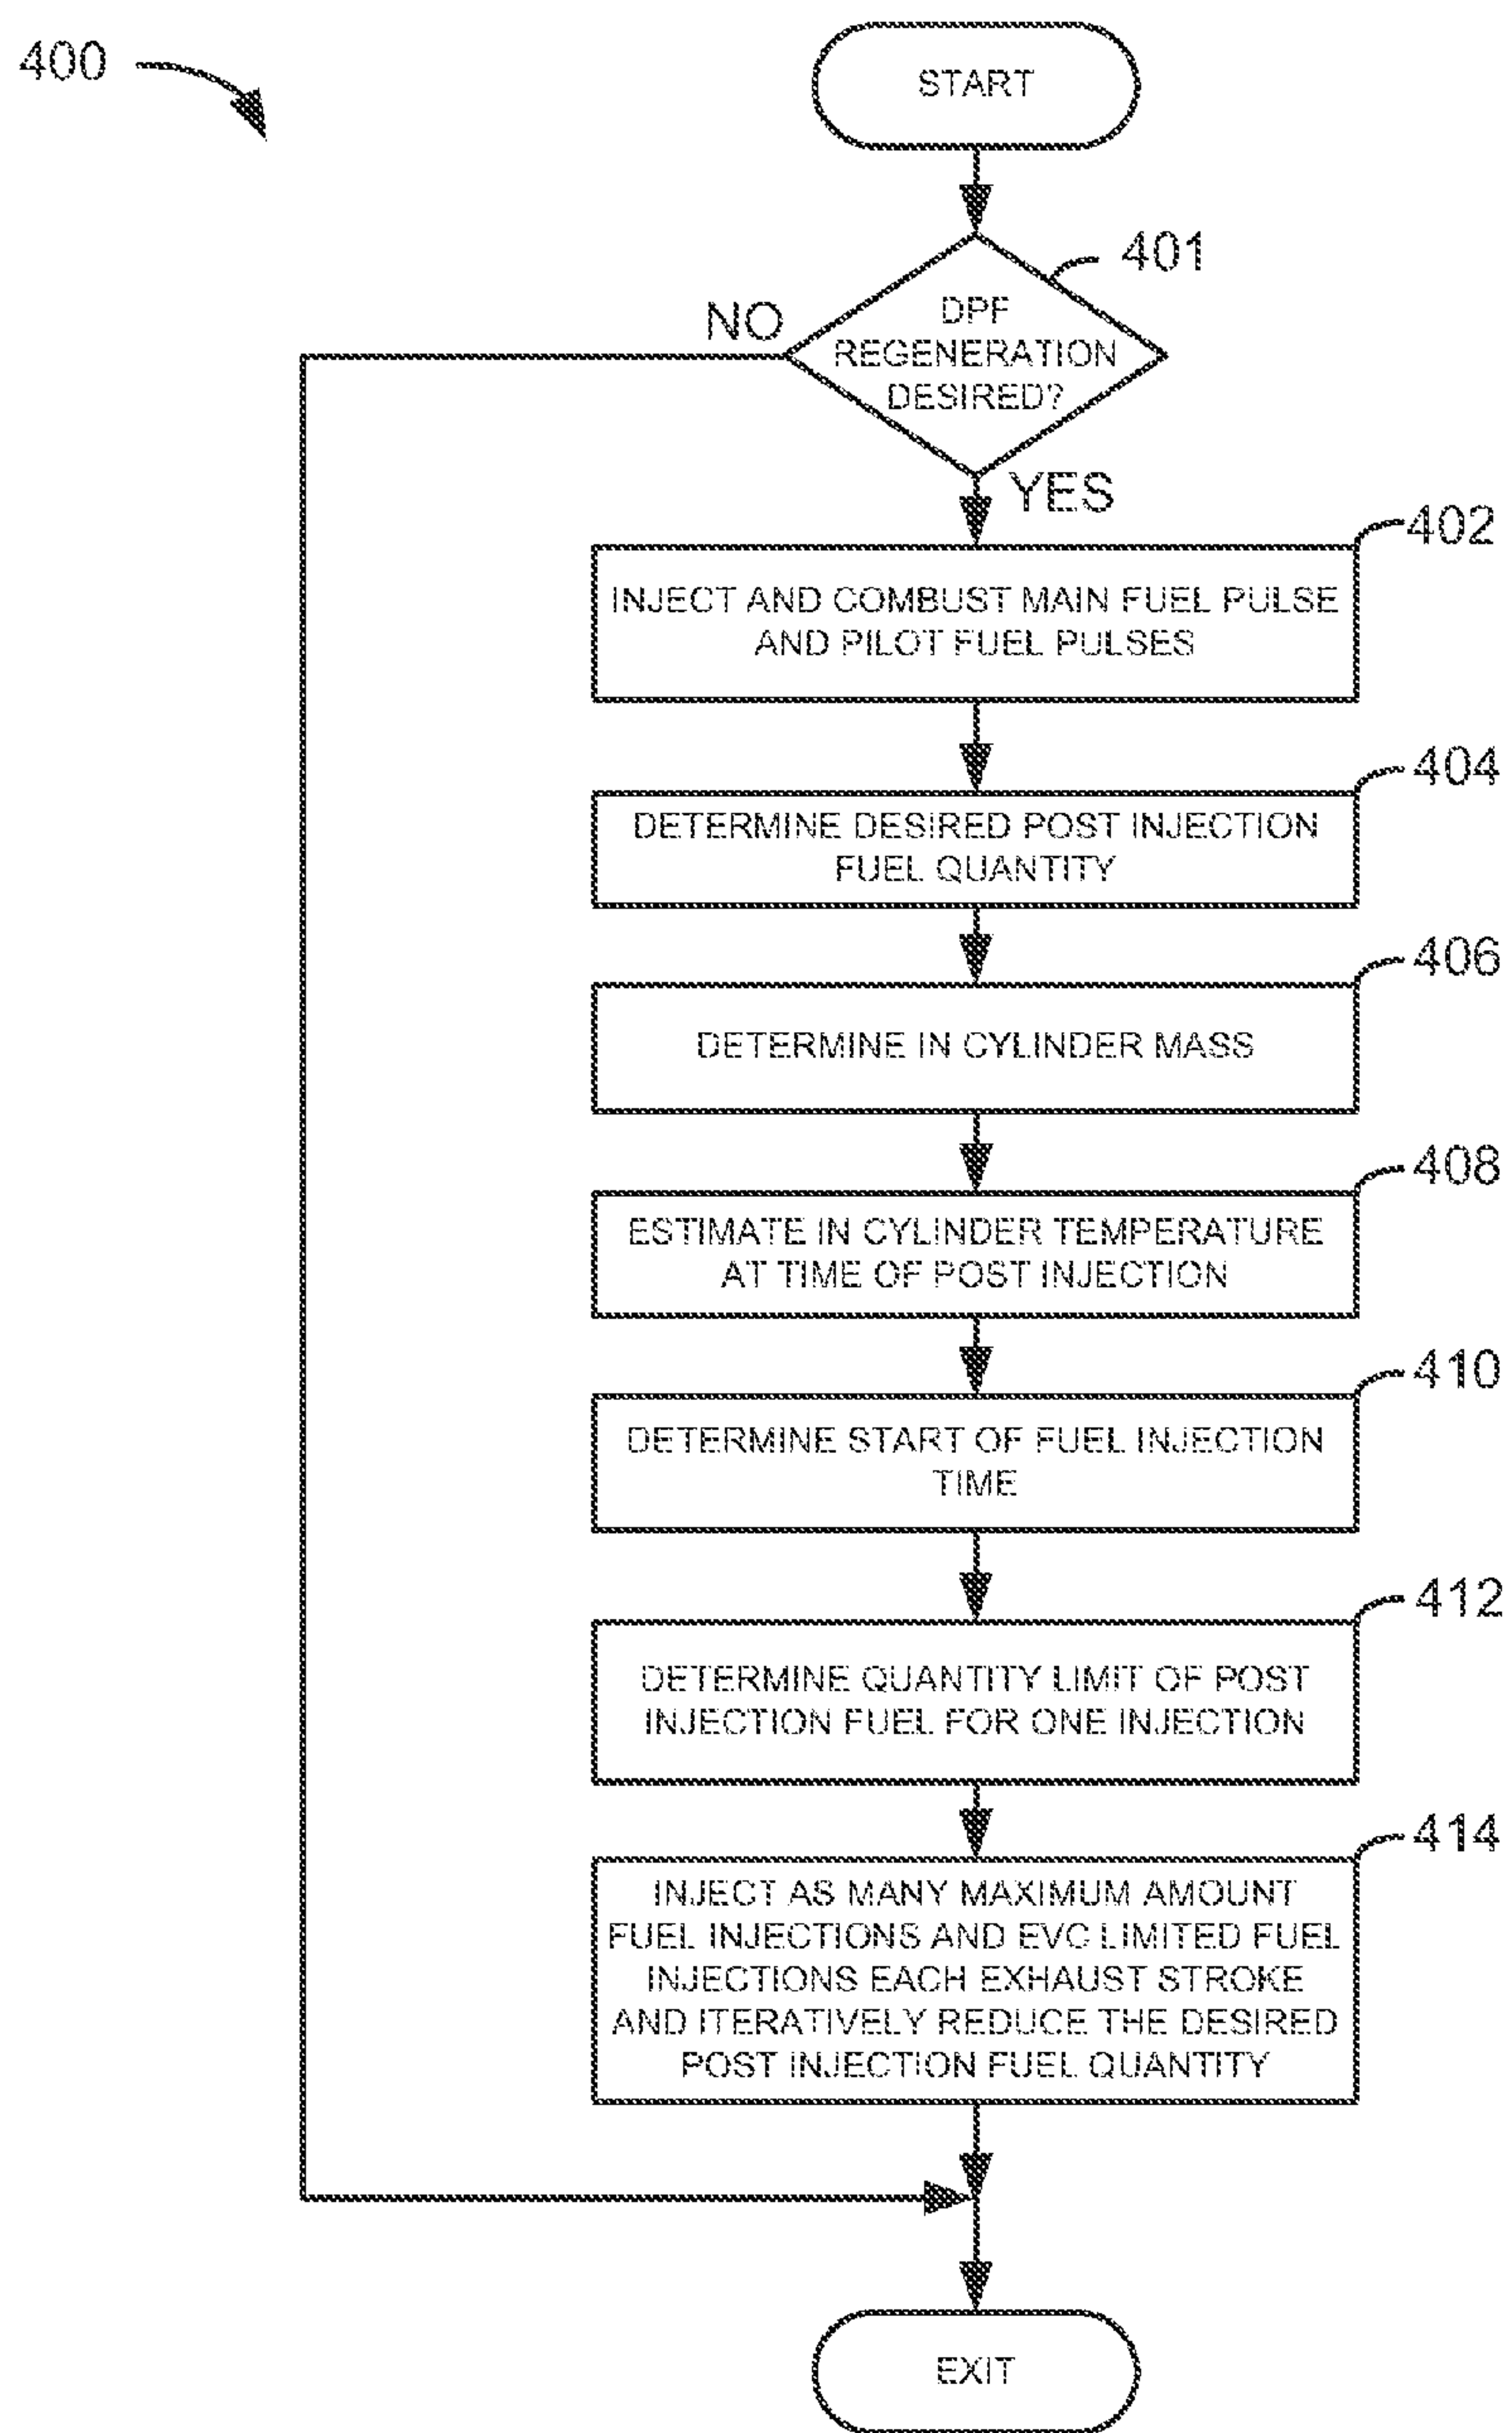 400
START
401
DPF
REGENERATION
DESIRED?
NO
YES
402
INJECT AND COMBUST MAIN FUEL PULSE
AND PILOT FUEL PULSES
404
DETERMINE DESIRED POST INJECTION
FUEL QUANTITY
406
DETERMINE IN CYLINDER MASS
408
ESTIMATE IN CYLINDER TEMPERATURE
AT TIME OF POST INJECTION
410
DETERMINE START OF FUEL INJECTION
TIME
412
DETERMINE QUANTITY LIMIT OF POST
INJECTION FUEL FOR ONE INJECTION
414
INJECT AS MANY MAXIMUM AMOUNT
FUEL INJECTIONS AND EVC LIMITED FUEL
INJECTIONS EACH EXHAUST STROKE
AND ITERATIVELY REDUCE THE DESIRED
POST INJECTION FUEL QUANTITY
EXIT